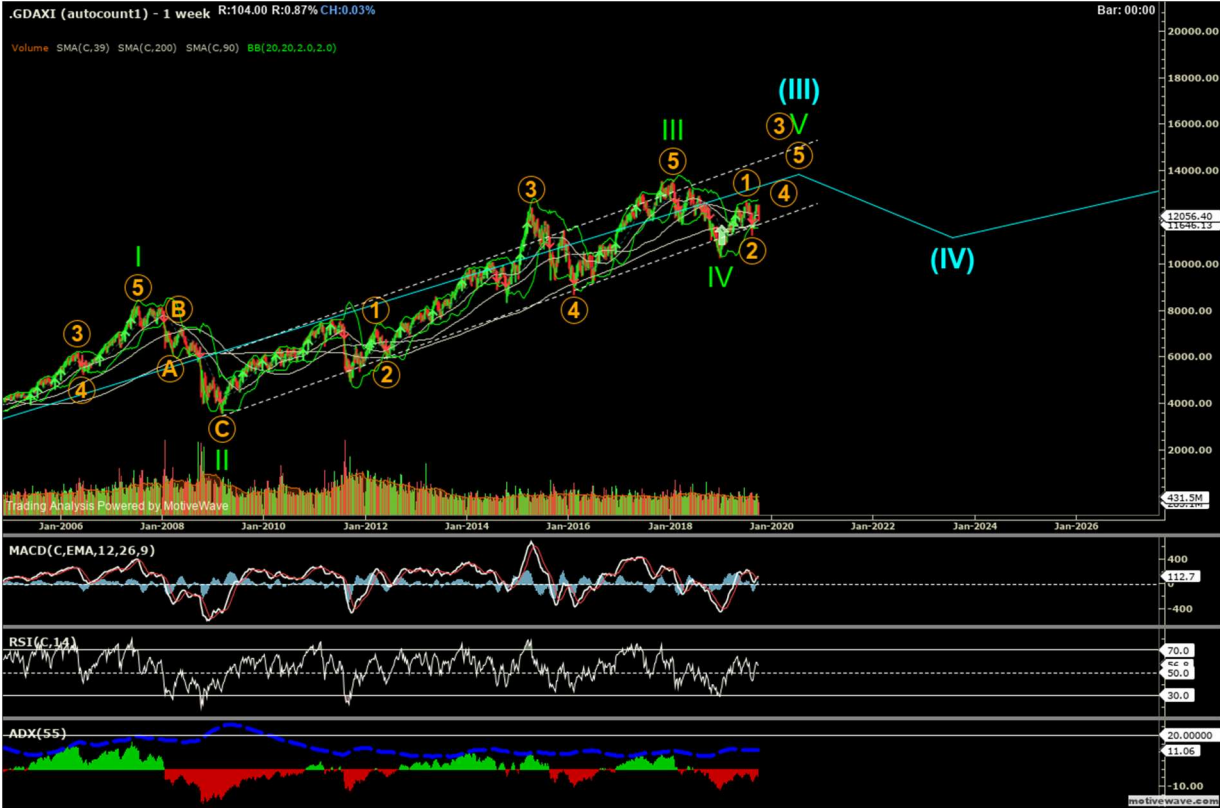 .GDAXI (autocount1) - 1 week R:104.00 R:0.87% CH:0.03% Bar: 00:00
Volume SMA(C,39) SMA(C,200) SMA(C,90) BB(20,20,2.0,2.0)
20000.00
18000.00
(III)
16000.00
3 V
III
5
5
14000.00
3
1
4
12056.40
11646.13
2
(IV)
IV
10000.00
I
5
B
1
4
8000.00
3
6000.00
4
A
2
4000.00
C
II
2000.00
431.5M
Trading Analysis Powered by MotiveWave
Jan-2006 Jan-2008 Jan-2010 Jan-2012 Jan-2014 Jan-2016 Jan-2018 Jan-2020 Jan-2022 Jan-2024 Jan-2026
MACD(C,EMA,12,26,9)
400
112.7
0
-400
RSI(C,14)
70.0
50.0
30.0
ADX(55)
20.00000
11.06
-10.00
motivewave.com